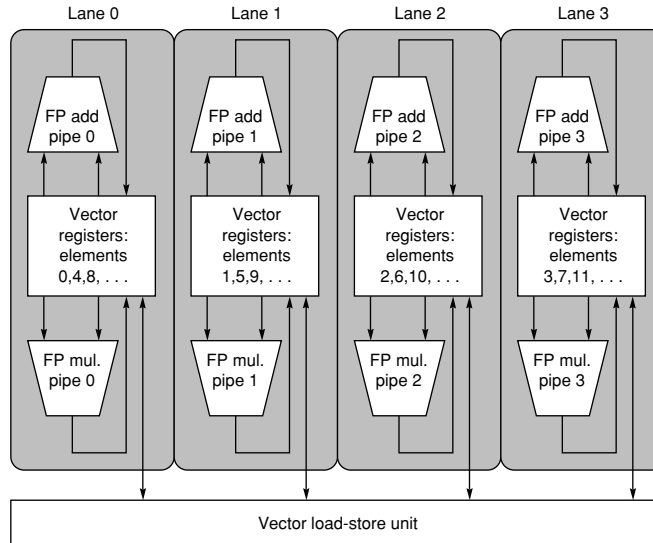 Lane 0
Lane 1
Lane 2
Lane 3
FP add
pipe 0
FP add
pipe 1
FP add
pipe 2
FP add
pipe 3
Vector
registers:
elements
0,4,8, . . .
Vector
registers:
elements
1,5,9, . . .
Vector
registers:
elements
2,6,10, . . .
Vector
registers:
elements
3,7,11, . . .
FP mul.
pipe 0
FP mul.
pipe 1
FP mul.
pipe 2
FP mul.
pipe 3
Vector load-store unit